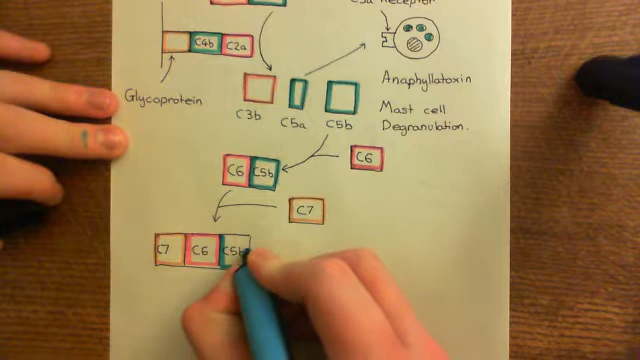 C4b C2a
Glycoprotein
C3b
C5a
C5b
Anaphyllatoxin
Mast cell
Degranulation.
C6 C5b
C6
C7
C7 C6 C5b